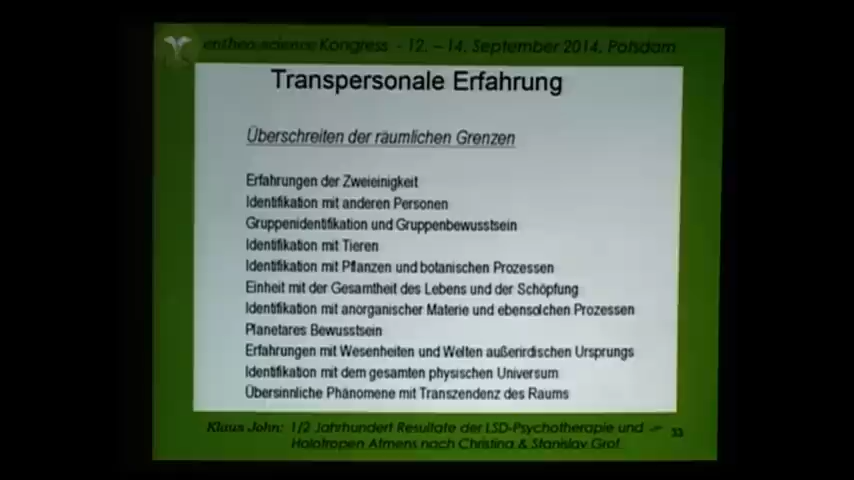 entheo-science Kongress - 12. – 14. September 2014, Potsdam
Transpersonale Erfahrung
Überschreiten der räumlichen Grenzen
Erfahrungen der Zweieinigkeit
Identifikation mit anderen Personen
Gruppenidentifikation und Gruppenbewusstsein
Identifikation mit Tieren
Identifikation mit Pflanzen und botanischen Prozessen
Einheit mit der Gesamtheit des Lebens und der Schöpfung
Identifikation mit anorganischer Materie und ebensolchen Prozessen
Planetares Bewusstsein
Erfahrungen mit Wesenheiten und Welten außerirdischen Ursprungs
Identifikation mit dem gesamten physischen Universum
Übersinnliche Phänomene mit Transzendenz des Raums
Klaus John: 1/2 Jahrhundert Resultate der LSD-Psychotherapie und
Holotropen Atmens nach Christina & Stanislav Grof
33